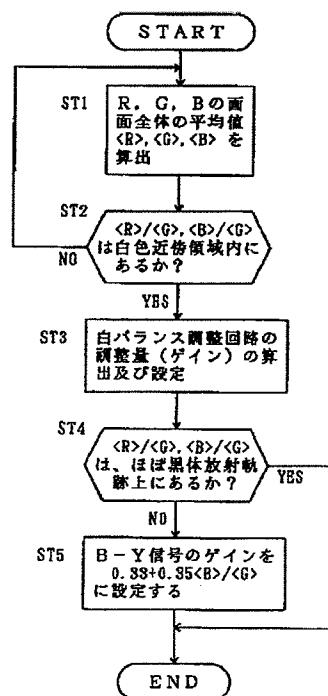 START
ST1
R, G, Bの画
面全体の平均値
<R>,<G>,<B> を
算出
ST2
<R>/<G>,<B>/<G>
は白色近傍領域内に
あるか?
NO
YES
ST3
白バランス調整回路の
調整量(ゲイン)の算
出及び設定
ST4
<R>/<G>,<B>/<G>
は、ほぼ黒体放射軌
跡上にあるか?
YES
NO
ST5
B-Y信号のゲインを
0.33+0.35<B>/<G>
に設定する
END